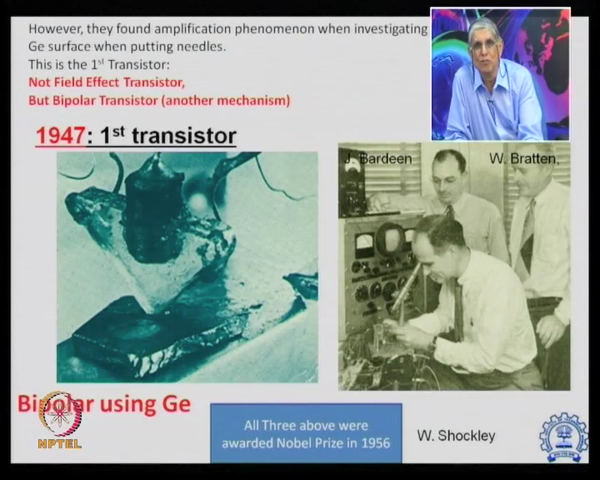 However, they found amplification phenomenon when investigating
Ge surface when putting needles.
This is the 1st Transistor:
Not Field Effect Transistor,
But Bipolar Transistor (another mechanism)
1947: 1st transistor
J. Bardeen
W. Bratten,
Bipolar using Ge
NPTEL
All Three above were
awarded Nobel Prize in 1956
W. Shockley